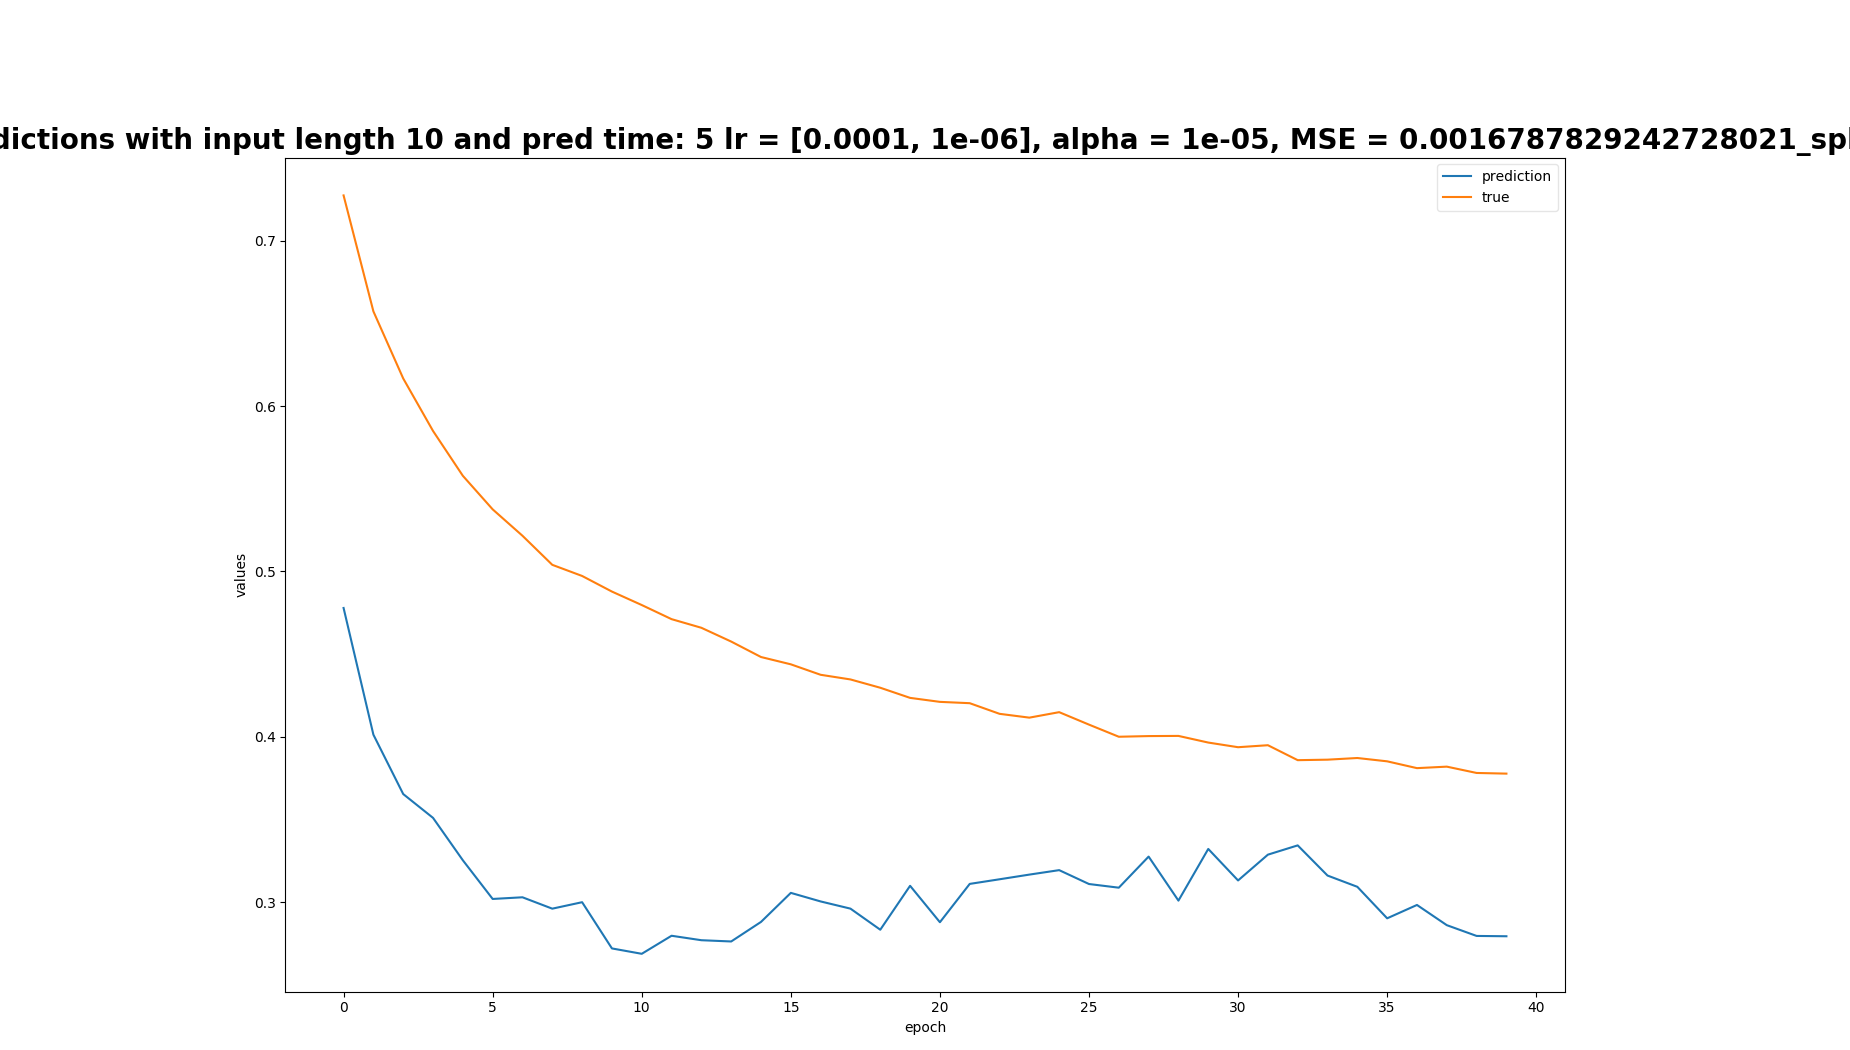 dictions with input length 10 and pred time: 5 lr = [0.0001, 1e-06], alpha = 1e-05, MSE = 0.0016787829242728021_spl
prediction
true
0.7
0.6
0.5
0.4
0.3
values
0 5 10 15 20 25 30 35 40
epoch